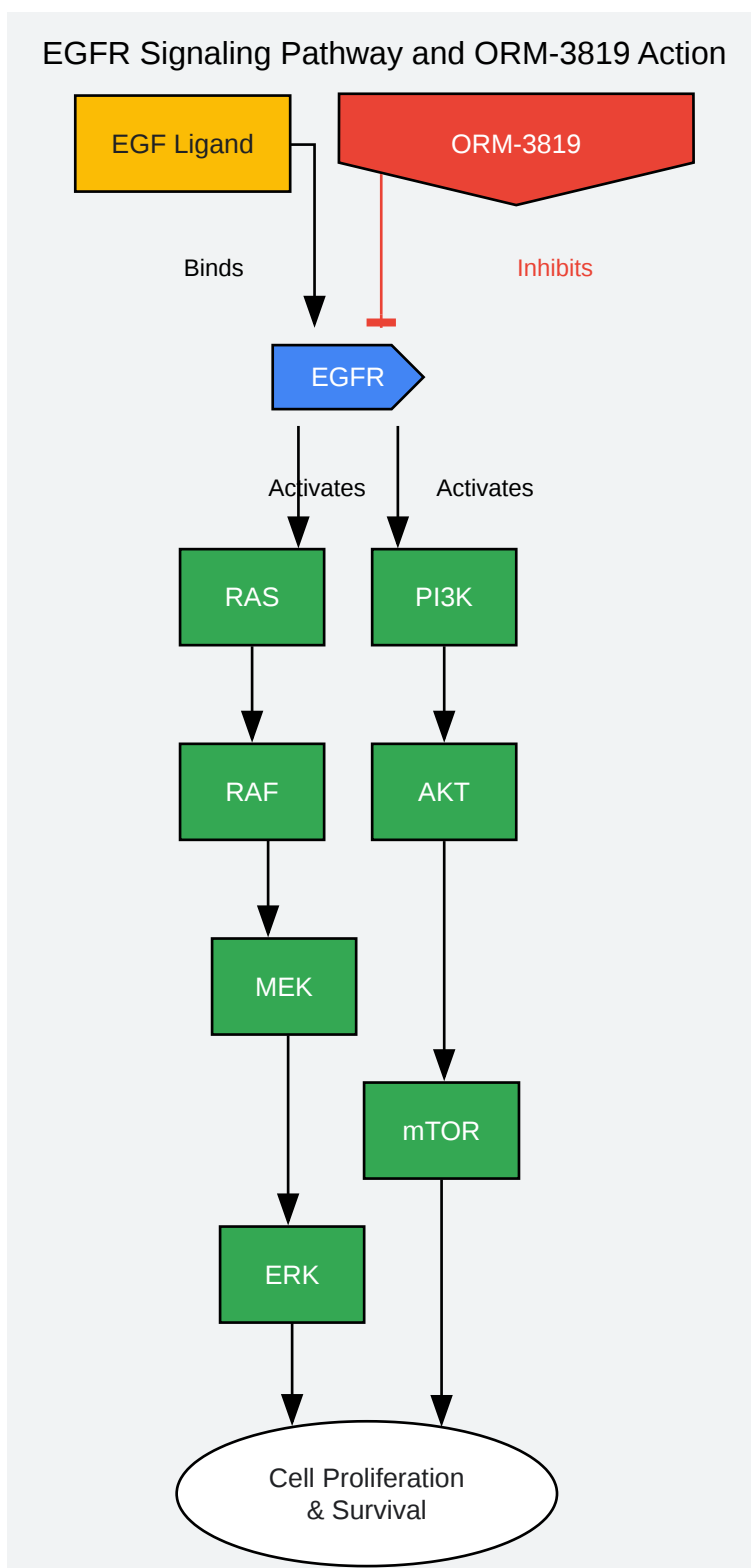 EGFR Signaling Pathway and ORM-3819 Action
EGF Ligand
ORM-3819
Binds
Inhibits
EGFR
Activates
Activates
RAS
PI3K
RAF
AKT
MEK
mTOR
ERK
Cell Proliferation
& Survival